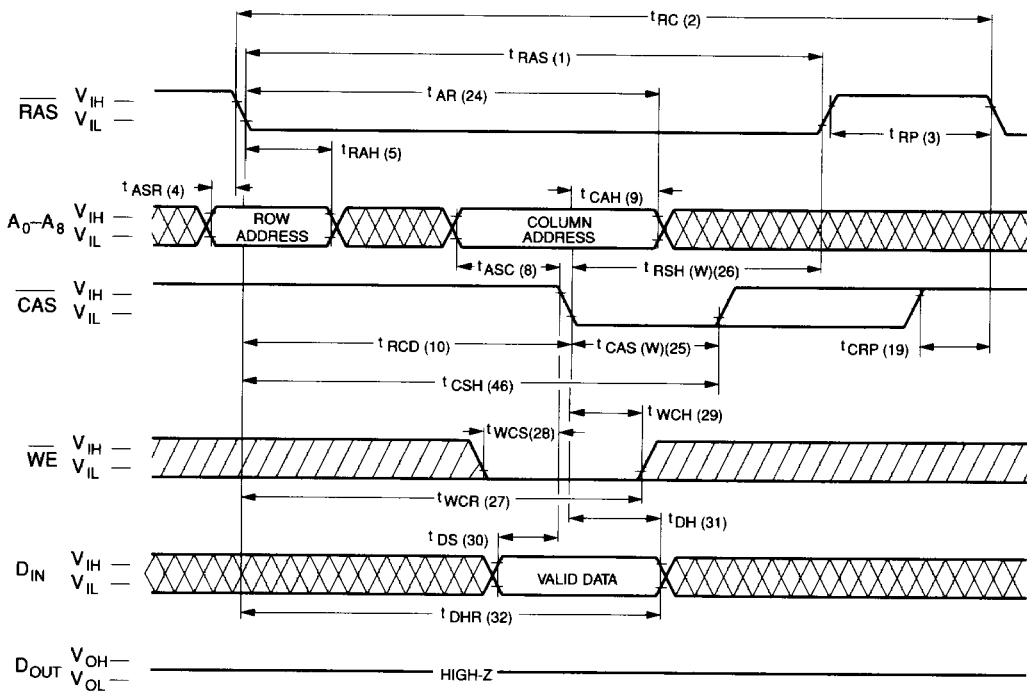 t RC (2)
t RAS (1)
t AR (24)
RAS V IH
V IL
t RP (3)
t RAH (5)
t ASR (4)
t CAH (9)
A0–A8 V IH
V IL
ROW
ADDRESS
COLUMN
ADDRESS
t ASC (8)
t RSH (W)(26)
CAS V IH
V IL
t RCD (10)
t CAS (W)(25)
t CRP (19)
t CSH (46)
t WCH (29)
t WCS(28)
WE V IH
V IL
t WCR (27)
t DH (31)
t DS (30)
D IN V IH
V IL
VALID DATA
t DHR (32)
D OUT V OH
V OL
HIGH-Z